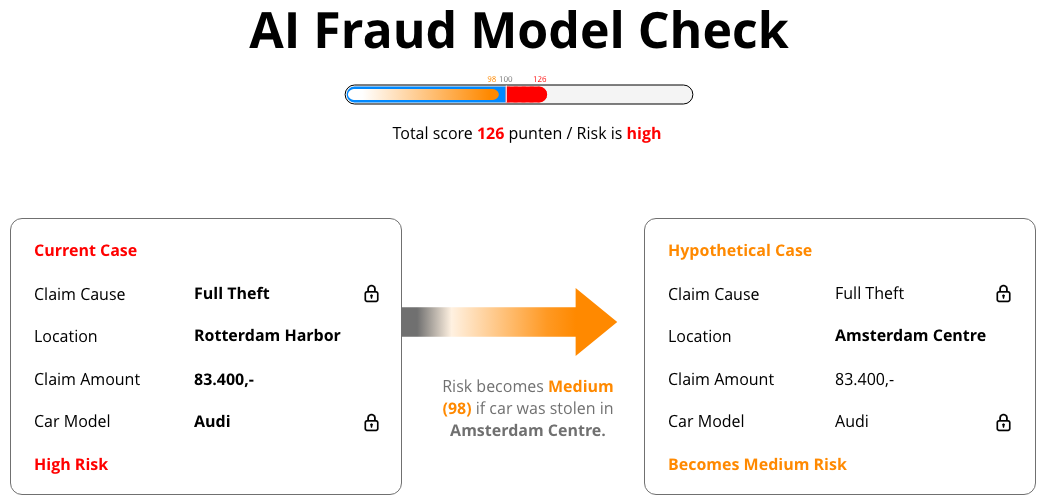 AI Fraud Model Check
98 100 126
Total score 126 punten / Risk is high
Current Case
Claim Cause Full Theft
Location Rotterdam Harbor
Claim Amount 83.400,-
Car Model Audi
High Risk
Risk becomes Medium
(98) if car was stolen in
Amsterdam Centre.
Hypothetical Case
Claim Cause Full Theft
Location Amsterdam Centre
Claim Amount 83.400,-
Car Model Audi
Becomes Medium Risk